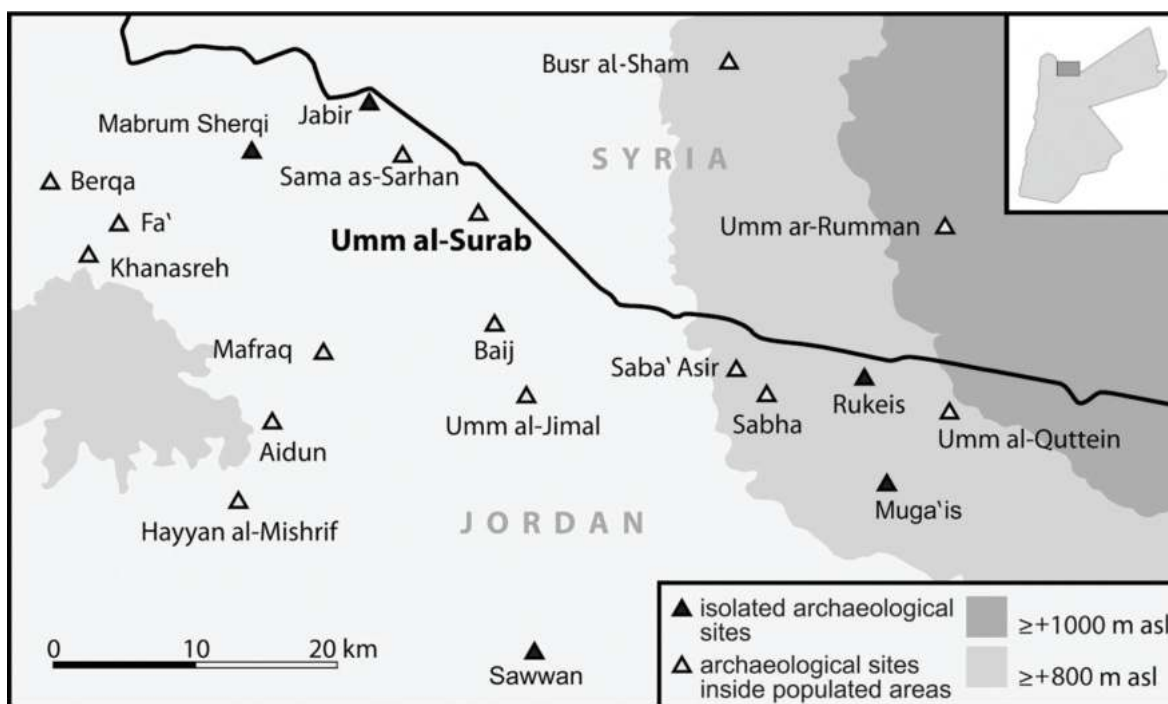 Busr al-Sham
Jabir
Mabrum Sherqi
SYRIA
Sama as-Sarhan
Berqa
Fa‛
Umm ar-Rumman
Umm al-Surab
Khanasreh
Mafraq
Baij
Saba‛ Asir
Rukeis
Sabha
Umm al-Jimal
Umm al-Quttein
Aidun
Muga‛is
JORDAN
Hayyan al-Mishrif
0 10 20 km
Sawwan
isolated archaeological
sites
archaeological sites
inside populated areas
≥+1000 m asl
≥+800 m asl